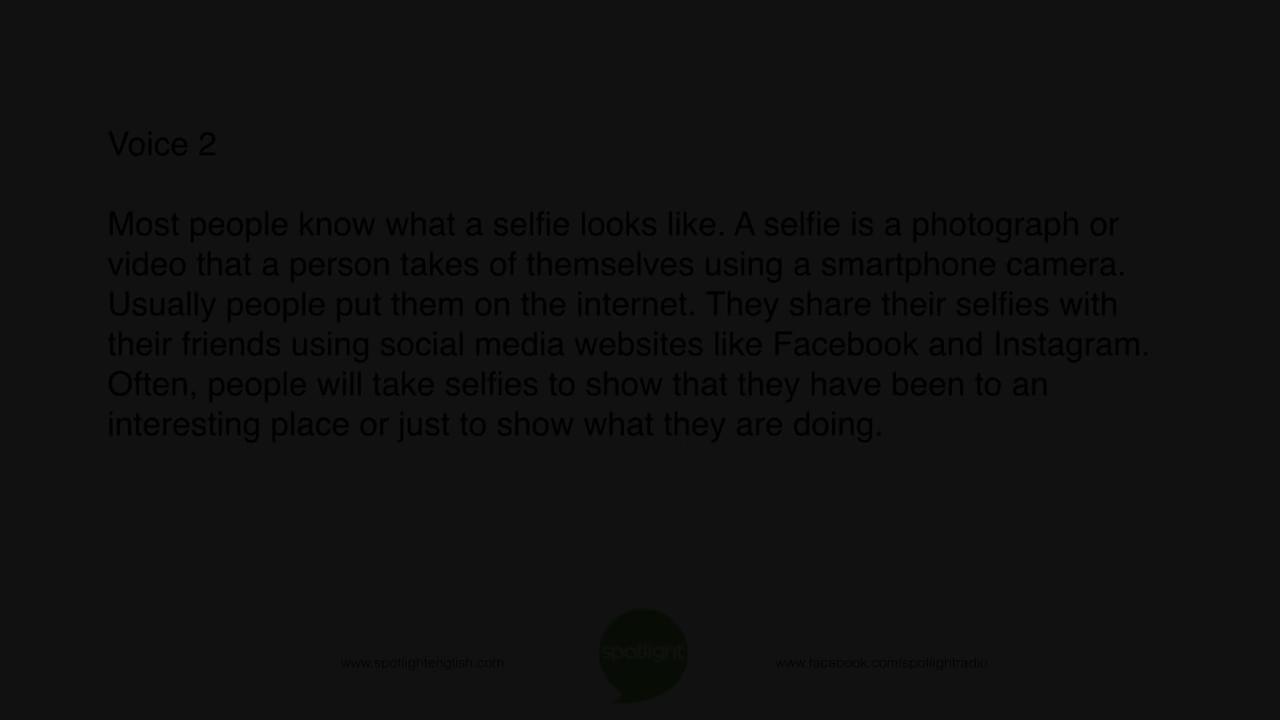 Voice 2
Most people know what a selfie looks like. A selfie is a photograph or
video that a person takes of themselves using a smartphone camera.
Usually people put them on the internet. They share their selfies with
their friends using social media websites like Facebook and Instagram.
Often, people will take selfies to show that they have been to an
interesting place or just to show what they are doing.
spotlight
www.spotlightenglish.com
www.facebook.com/spotlightradio